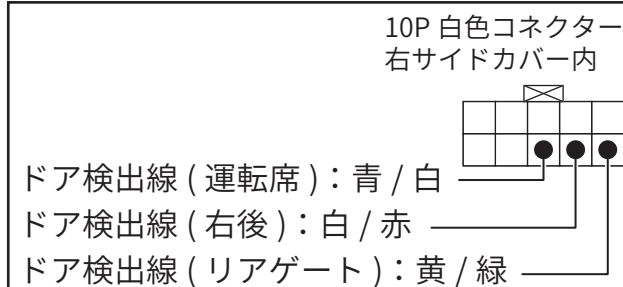 10P 白色コネクター
右サイドカバー内
ドア検出線 ( 運転席 )：青 / 白
ドア検出線 ( 右後 )：白 / 赤
ドア検出線 ( リアゲート )：黄 / 緑